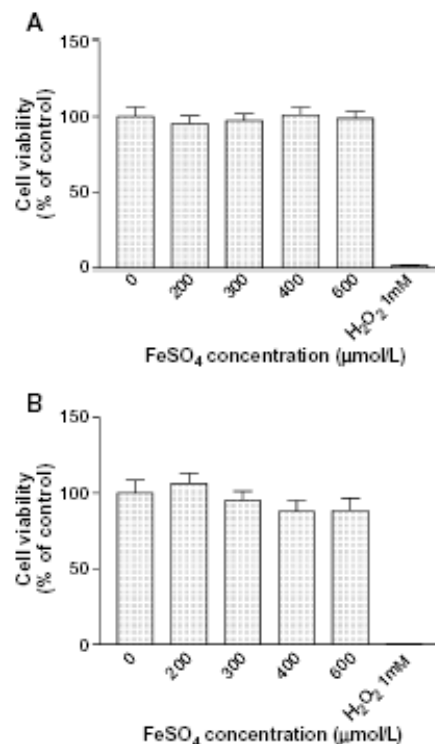 A
150
100
50
0
Cell viability
(% of control)
0 200 300 400 600 H₂O₂ 1mM
FeSO₄ concentration (µmol/L)
B
150
100
50
0
Cell viability
(% of control)
0 200 300 400 600 H₂O₂ 1mM
FeSO₄ concentration (µmol/L)